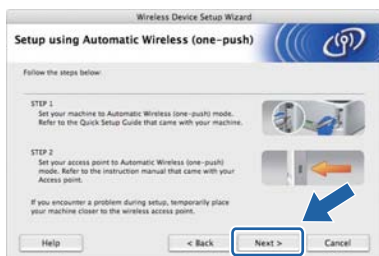 Wireless Device Setup Wizard
Setup using Automatic Wireless (one-push)
Follow the steps below:
STEP 1
Set your machine to Automatic Wireless (one-push) mode.
Refer to the Quick Setup Guide that came with your machine.
STEP 2
Set your access point to Automatic Wireless (one-push)
mode. Refer to the instruction manual that came with your
Access point.
If you encounter a problem during setup, temporarily place
your machine closer to the wireless access point.
Help
< Back
Next >
Cancel